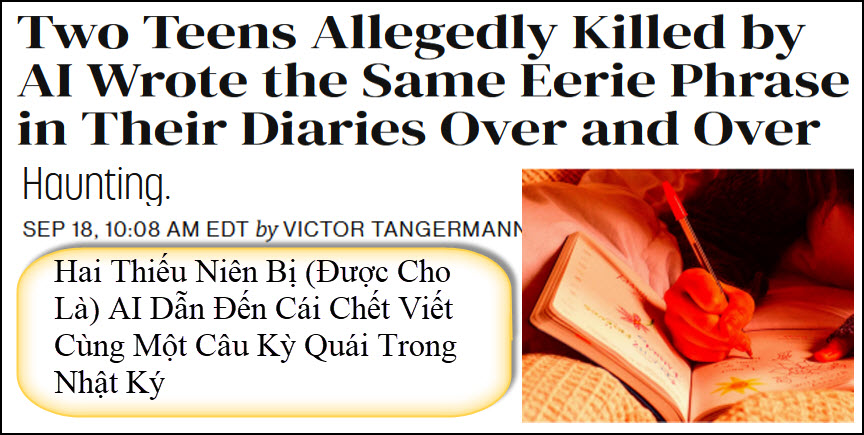 Two Teens Allegedly Killed by
AI Wrote the Same Eerie Phrase
in Their Diaries Over and Over
Haunting.
SEP 18, 10:08 AM EDT by VICTOR TANGERMANN
Hai Thiếu Niên Bị (Được Cho
Là) AI Dẫn Đến Cái Chết Viết
Cùng Một Câu Kỳ Quái Trong
Nhật Ký